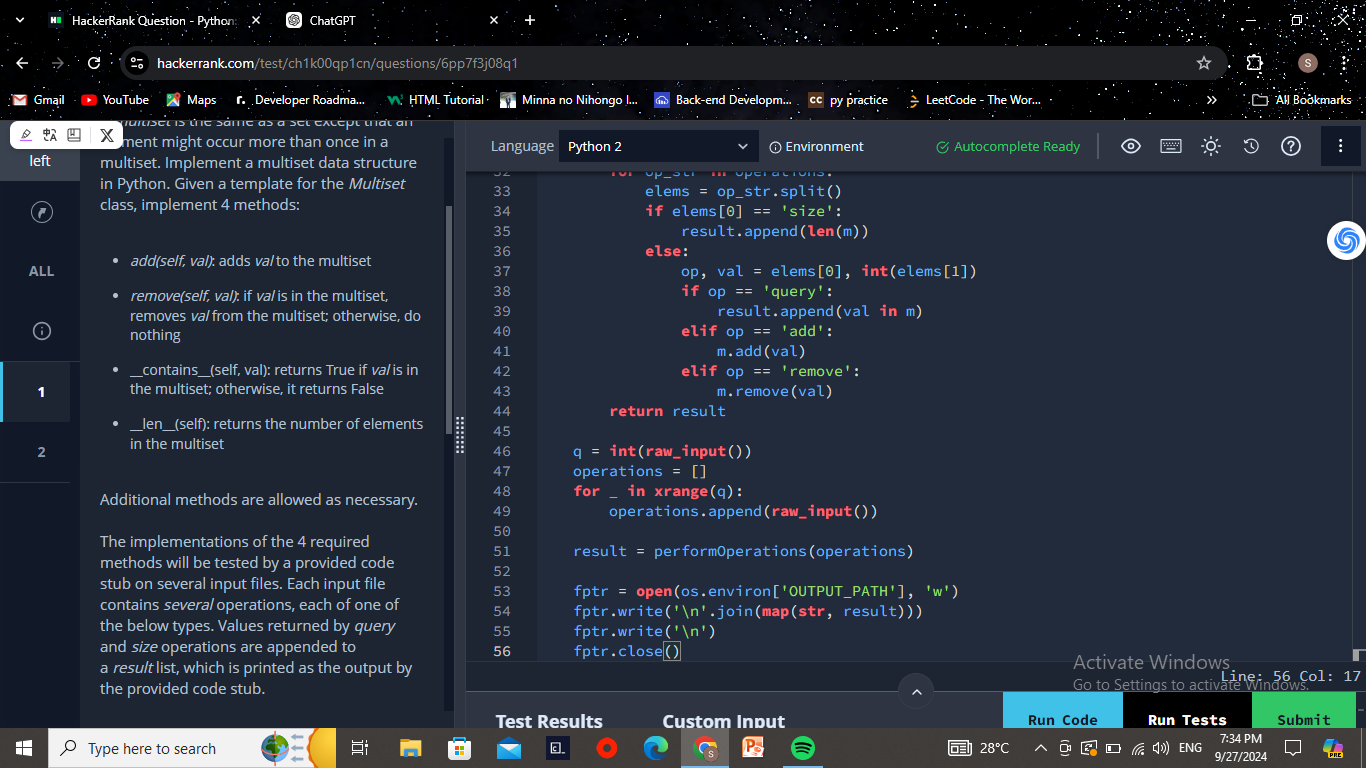 HackerRank Question - Python
ChatGPT
hackerrank.com/test/ch1k00qp1cn/questions/6pp7f3j08q1
S
Gmail
YouTube
Maps
Developer Roadma...
HTML Tutorial
Minna no Nihongo I...
Back-end Developm...
py practice
LeetCode - The Wor...
All Bookmarks
left
ALL
1
2
is the same as a set except that an
element might occur more than once in a
multiset. Implement a multiset data structure
in Python. Given a template for the Multiset
class, implement 4 methods:
• add(self, val): adds val to the multiset
• remove(self, val): if val is in the multiset,
removes val from the multiset; otherwise, do
nothing
• __contains__(self, val): returns True if val is in
the multiset; otherwise, it returns False
• __len__(self): returns the number of elements
in the multiset
Additional methods are allowed as necessary.
The implementations of the 4 required
methods will be tested by a provided code
stub on several input files. Each input file
contains several operations, each of one of
the below types. Values returned by query
and size operations are appended to
a result list, which is printed as the output by
the provided code stub.
Language Python 2 Environment Autocomplete Ready
32 for op_str in operations:
33 elems = op_str.split()
34 if elems[0] == 'size':
35 result.append(len(m))
36 else:
37 op, val = elems[0], int(elems[1])
38 if op == 'query':
39 result.append(val in m)
40 elif op == 'add':
41 m.add(val)
42 elif op == 'remove':
43 m.remove(val)
44 return result
45
46 q = int(raw_input())
47 operations = []
48 for _ in xrange(q):
49 operations.append(raw_input())
50
51 result = performOperations(operations)
52
53 fptr = open(os.environ['OUTPUT_PATH'], 'w')
54 fptr.write('\n'.join(map(str, result)))
55 fptr.write('\n')
56 fptr.close()
Activate Windows
Go to Settings to activate Windows.
Line: 56 Col: 17
Test Results
Custom Input
Run Code
Run Tests
Submit
Type here to search
28°C
ENG
7:34 PM
9/27/2024